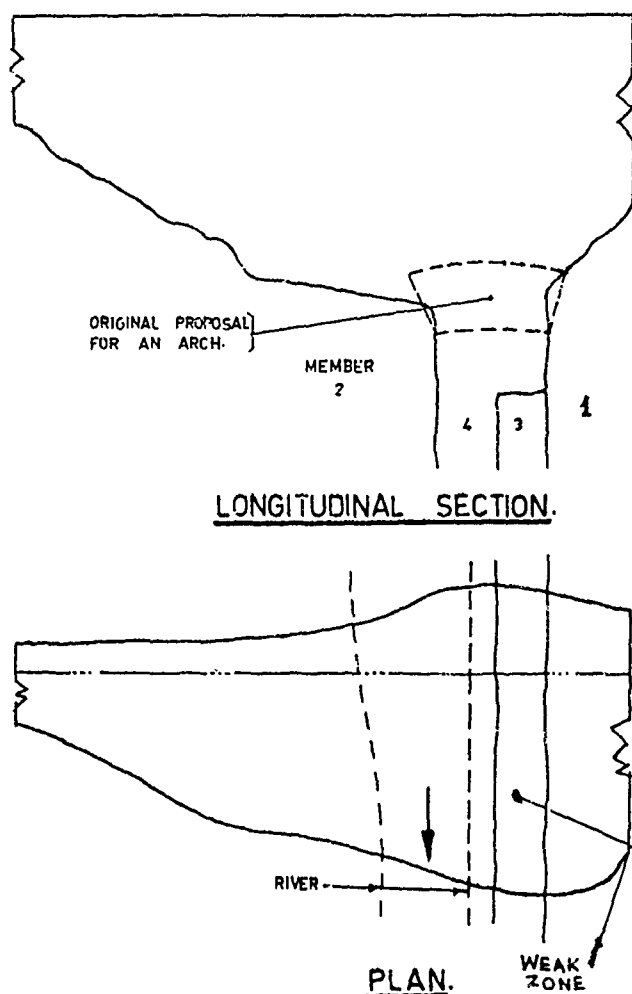 ORIGINAL PROPOSAL
FOR AN ARCH.
MEMBER
2
4
3
1
LONGITUDINAL SECTION.
RIVER
PLAN.
WEAK
ZONE